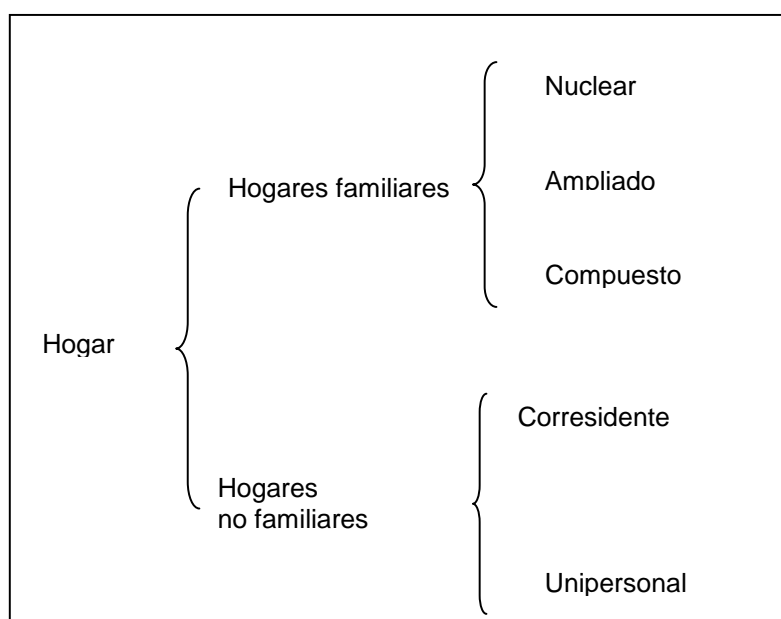 Nuclear
Hogares familiares
Ampliado
Compuesto
Hogar
Corresidente
Hogares
no familiares
Unipersonal